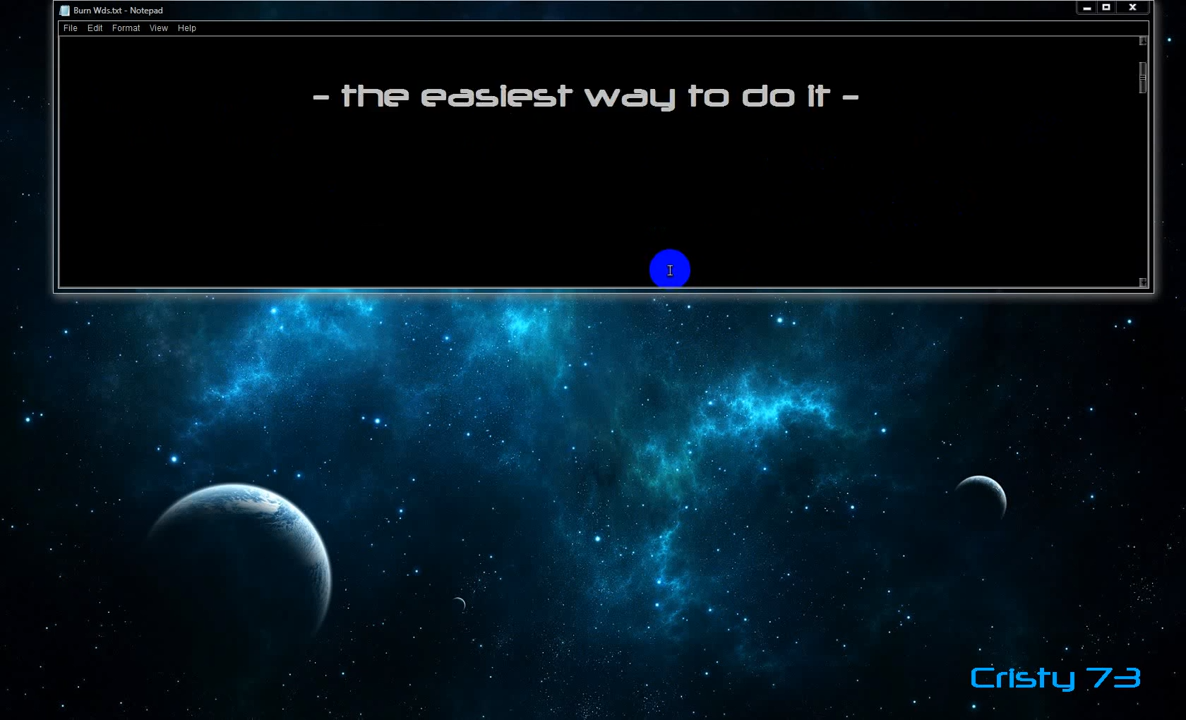 Burn Wds.txt - Notepad
File Edit Format View Help
- the easiest way to do it -
Cristy 73